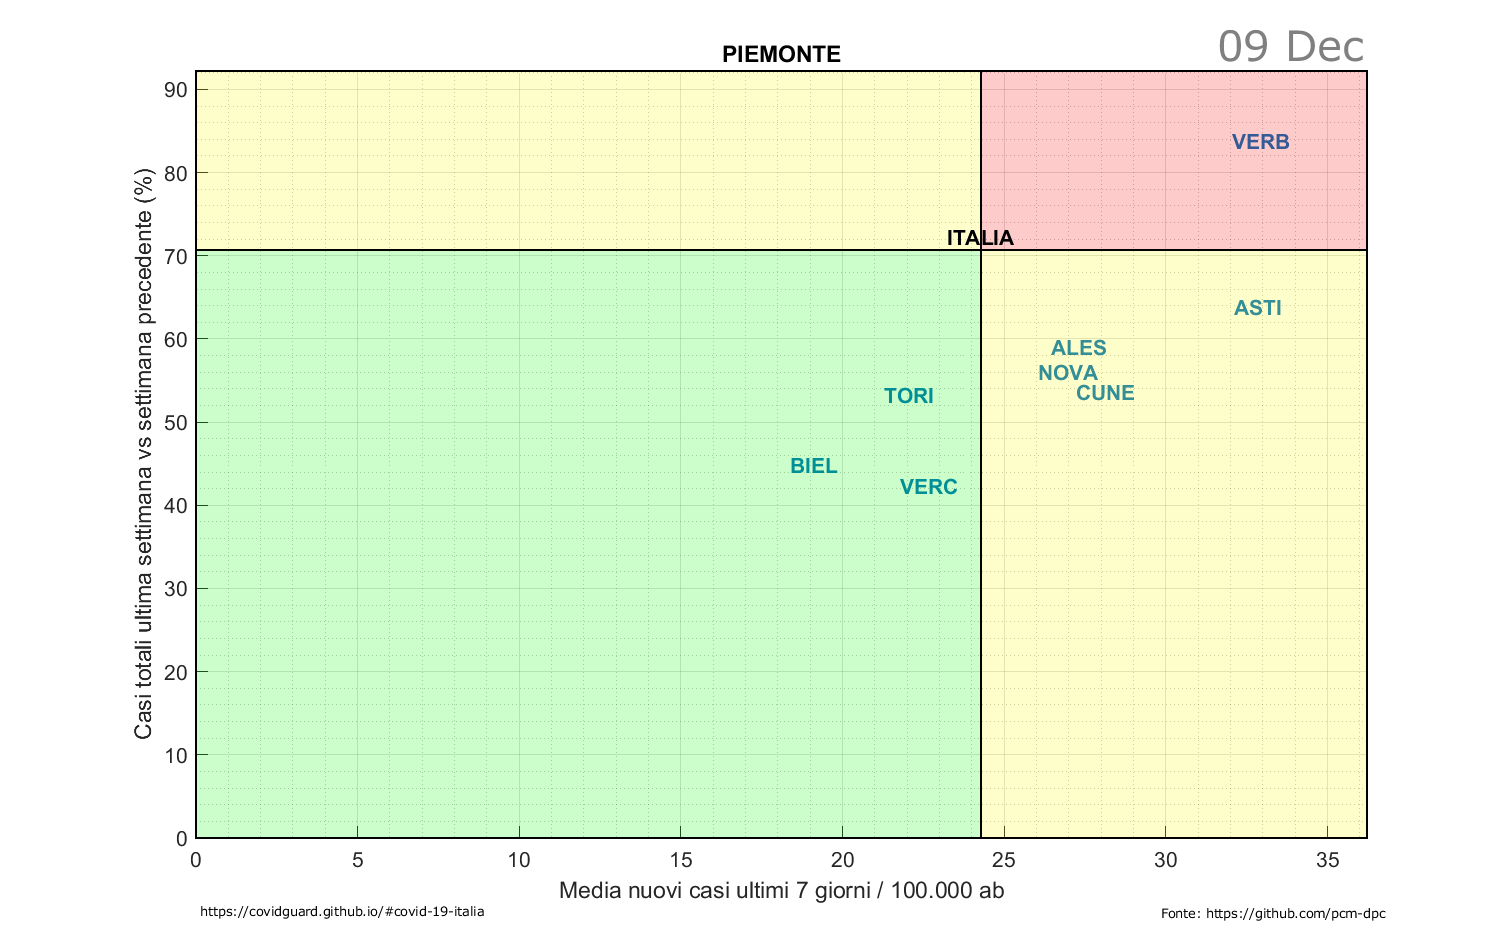 PIEMONTE
09 Dec
Casi totali ultima settimana vs settimana precedente (%)
90
80
70
60
50
40
30
20
10
0
VERB
ITALIA
ASTI
ALES
NOVA
CUNE
TORI
BIEL
VERC
0 5 10 15 20 25 30 35
Media nuovi casi ultimi 7 giorni / 100.000 ab
https://covidguard.github.io/#covid-19-italia
Fonte: https://github.com/pcm-dpc